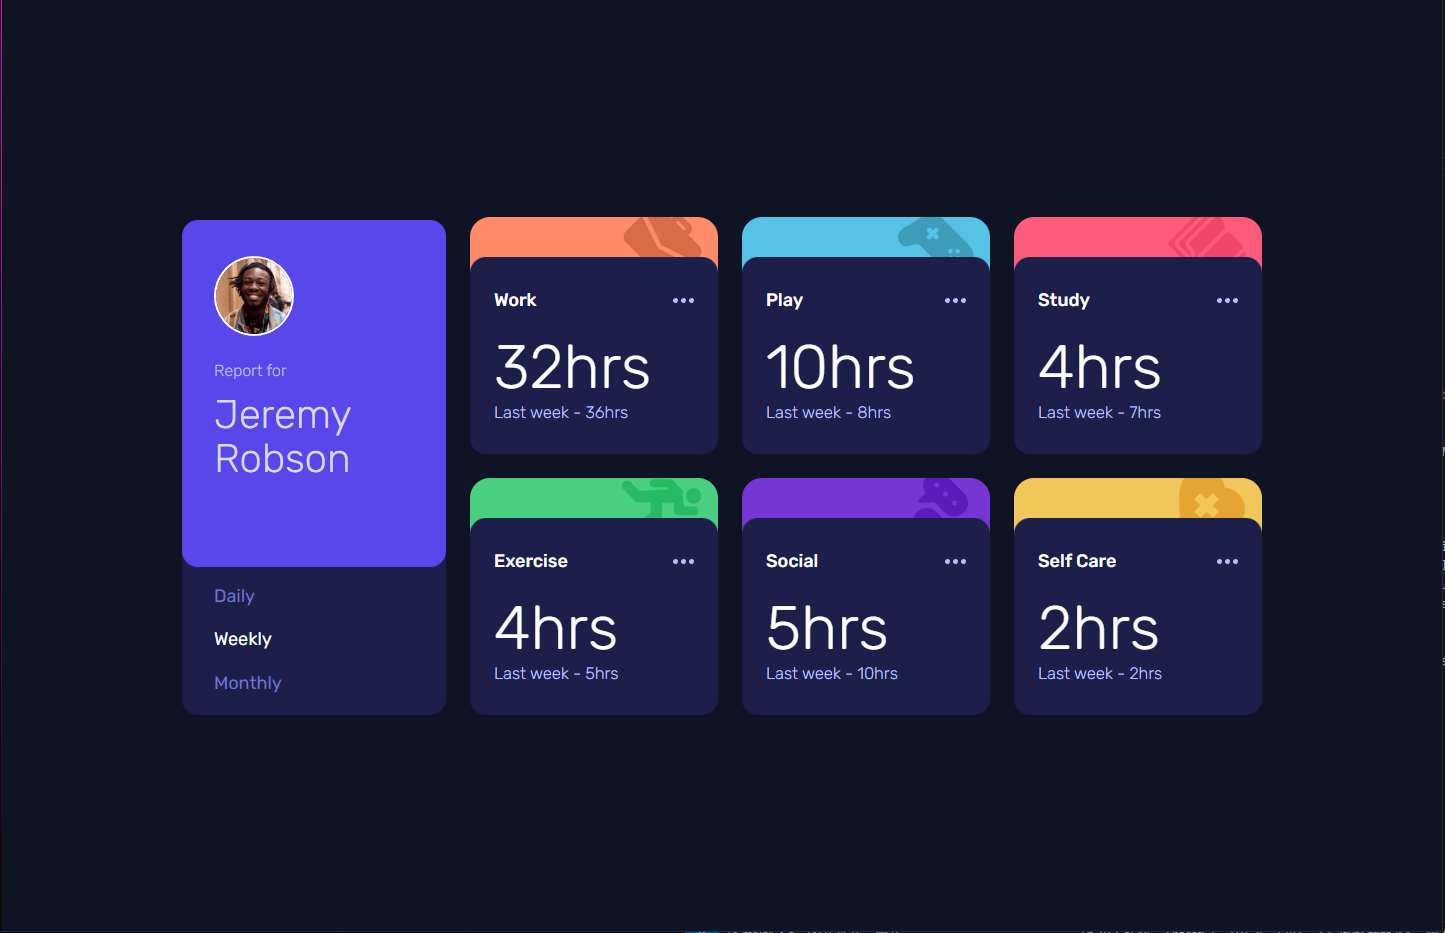 Report for
Jeremy
Robson
Daily
Weekly
Monthly
Work
32hrs
Last week - 36hrs
Play
10hrs
Last week - 8hrs
Study
4hrs
Last week - 7hrs
Exercise
4hrs
Last week - 5hrs
Social
5hrs
Last week - 10hrs
Self Care
2hrs
Last week - 2hrs